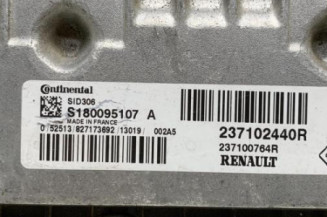 Continental
SID306
S180095107 A
MADE IN FRANCE
0 52513 827173692 13019/ 002A5
237102440R
237100764R
RENAULT